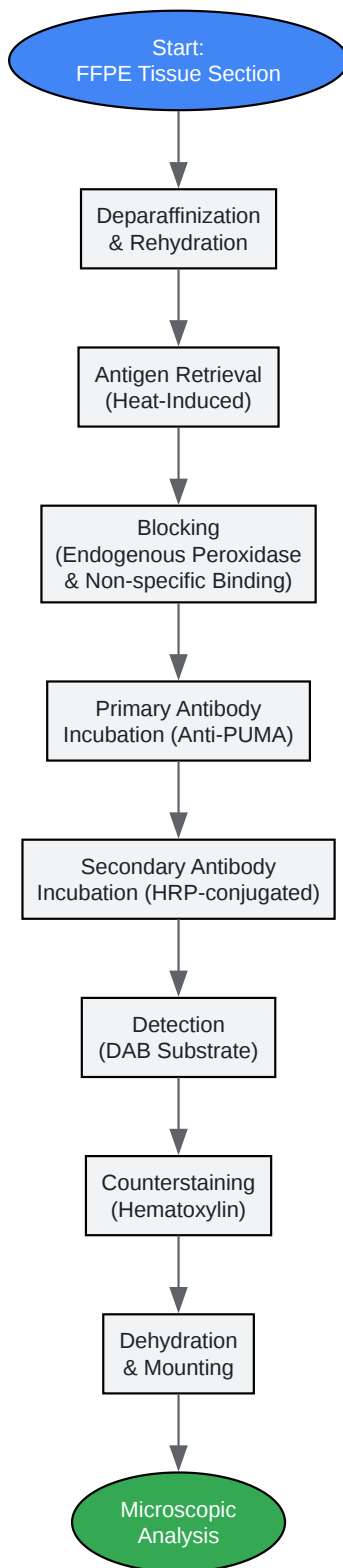 Start:
FFPE Tissue Section
Deparaffinization
& Rehydration
Antigen Retrieval
(Heat-Induced)
Blocking
(Endogenous Peroxidase
& Non-specific Binding)
Primary Antibody
Incubation (Anti-PUMA)
Secondary Antibody
Incubation (HRP-conjugated)
Detection
(DAB Substrate)
Counterstaining
(Hematoxylin)
Dehydration
& Mounting
Microscopic
Analysis